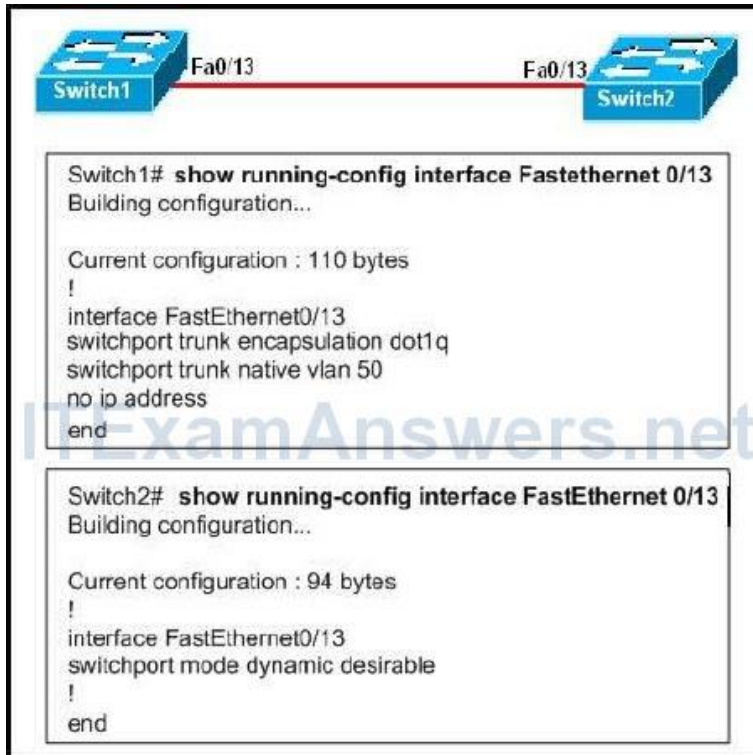 Fa0/13
Fa0/13
Switch1
Switch2
Switch1# show running-config interface Fastethernet 0/13
Building configuration...
Current configuration : 110 bytes
!
interface FastEthernet0/13
switchport trunk encapsulation dot1q
switchport trunk native vlan 50
no ip address
end
ITExamAnswers.net
Switch2# show running-config interface FastEthernet 0/13
Building configuration...
Current configuration : 94 bytes
!
interface FastEthernet0/13
switchport mode dynamic desirable
!
end